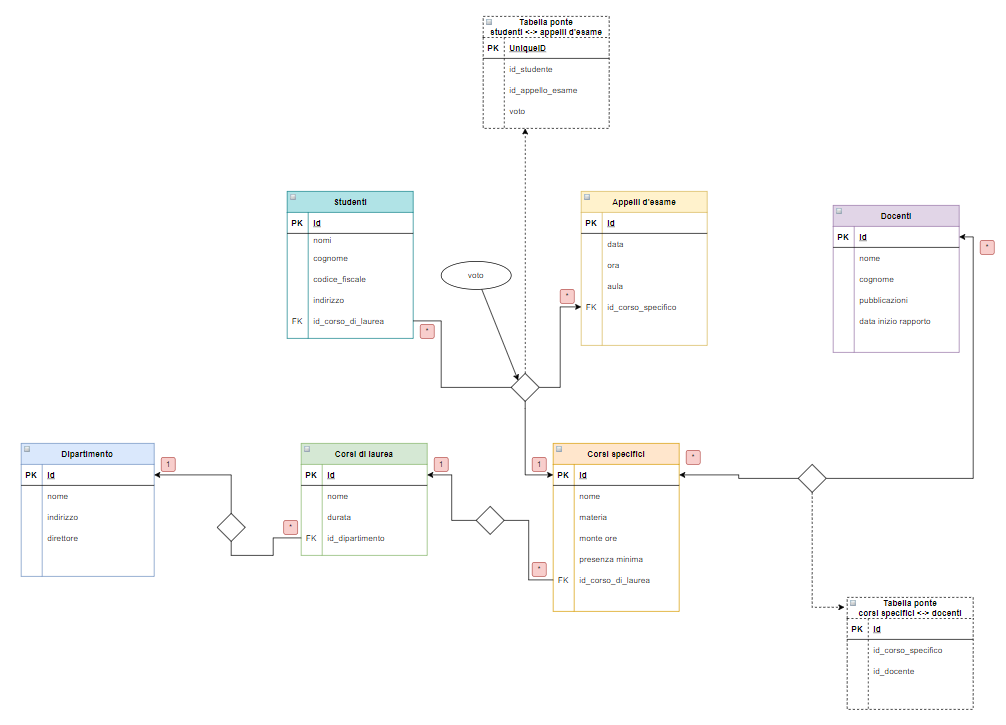 Tabella ponte
studenti <-> appelli d'esame
PK UniqueID
id_studente
id_appello_esame
voto
Studenti
PK Id
nomi
cognome
codice_fiscale
indirizzo
FK id_corso_di_laurea
*
voto
Appelli d'esame
PK Id
data
ora
aula
FK id_corso_specifico
*
Docenti
PK Id
nome
cognome
pubblicazioni
data inizio rapporto
*
Dipartimento
PK Id
nome
indirizzo
direttore
1
*
Corsi di laurea
PK Id
nome
durata
FK id_dipartimento
1
*
1
Corsi specifici
PK Id
nome
materia
monte ore
presenza minima
FK id_corso_di_laurea
*
Tabella ponte
corsi specifici <-> docenti
PK Id
id_corso_specifico
id_docente